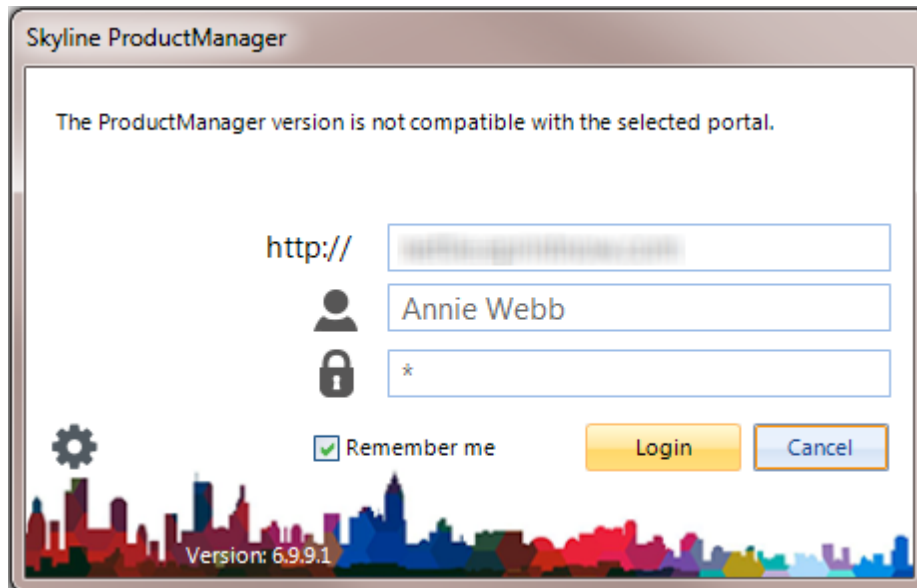 Skyline ProductManager
The ProductManager version is not compatible with the selected portal.
http://
Annie Webb
*
Remember me
Login
Cancel
Version: 6.9.9.1